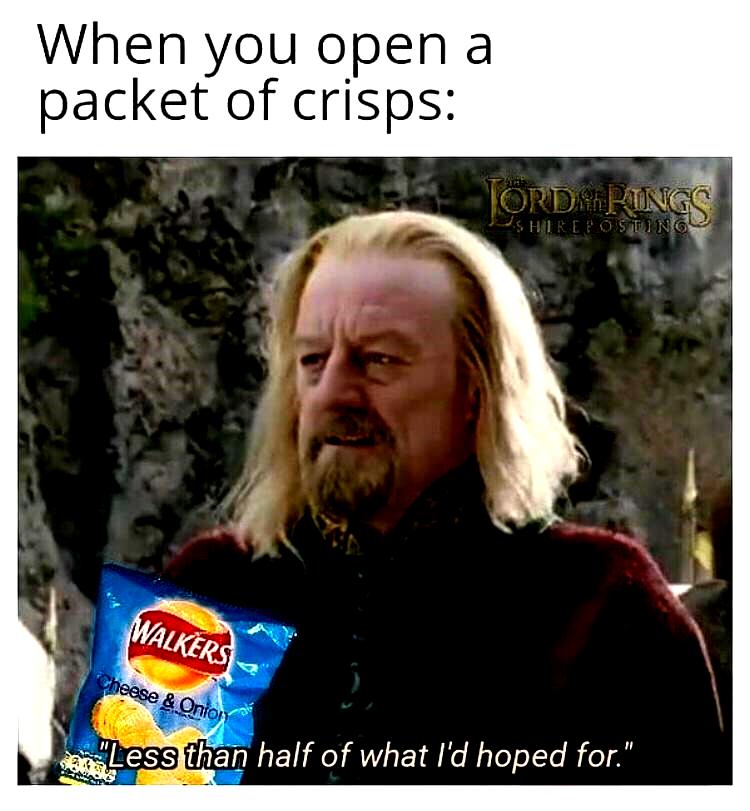 When you open a
packet of crisps:
THE LORD OF THE RINGS
SHIREPOSTING
WALKERS
Cheese & Onion
"Less than half of what I'd hoped for."